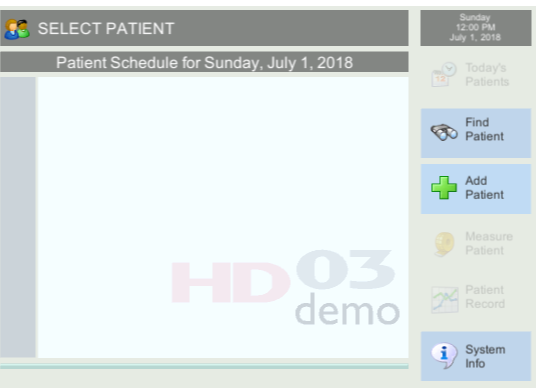 SELECT PATIENT
Sunday
12:00 PM
July 1, 2018
Patient Schedule for Sunday, July 1, 2018
Today's
Patients
Find
Patient
Add
Patient
Measure
Patient
Patient
Record
System
Info
HD03
demo